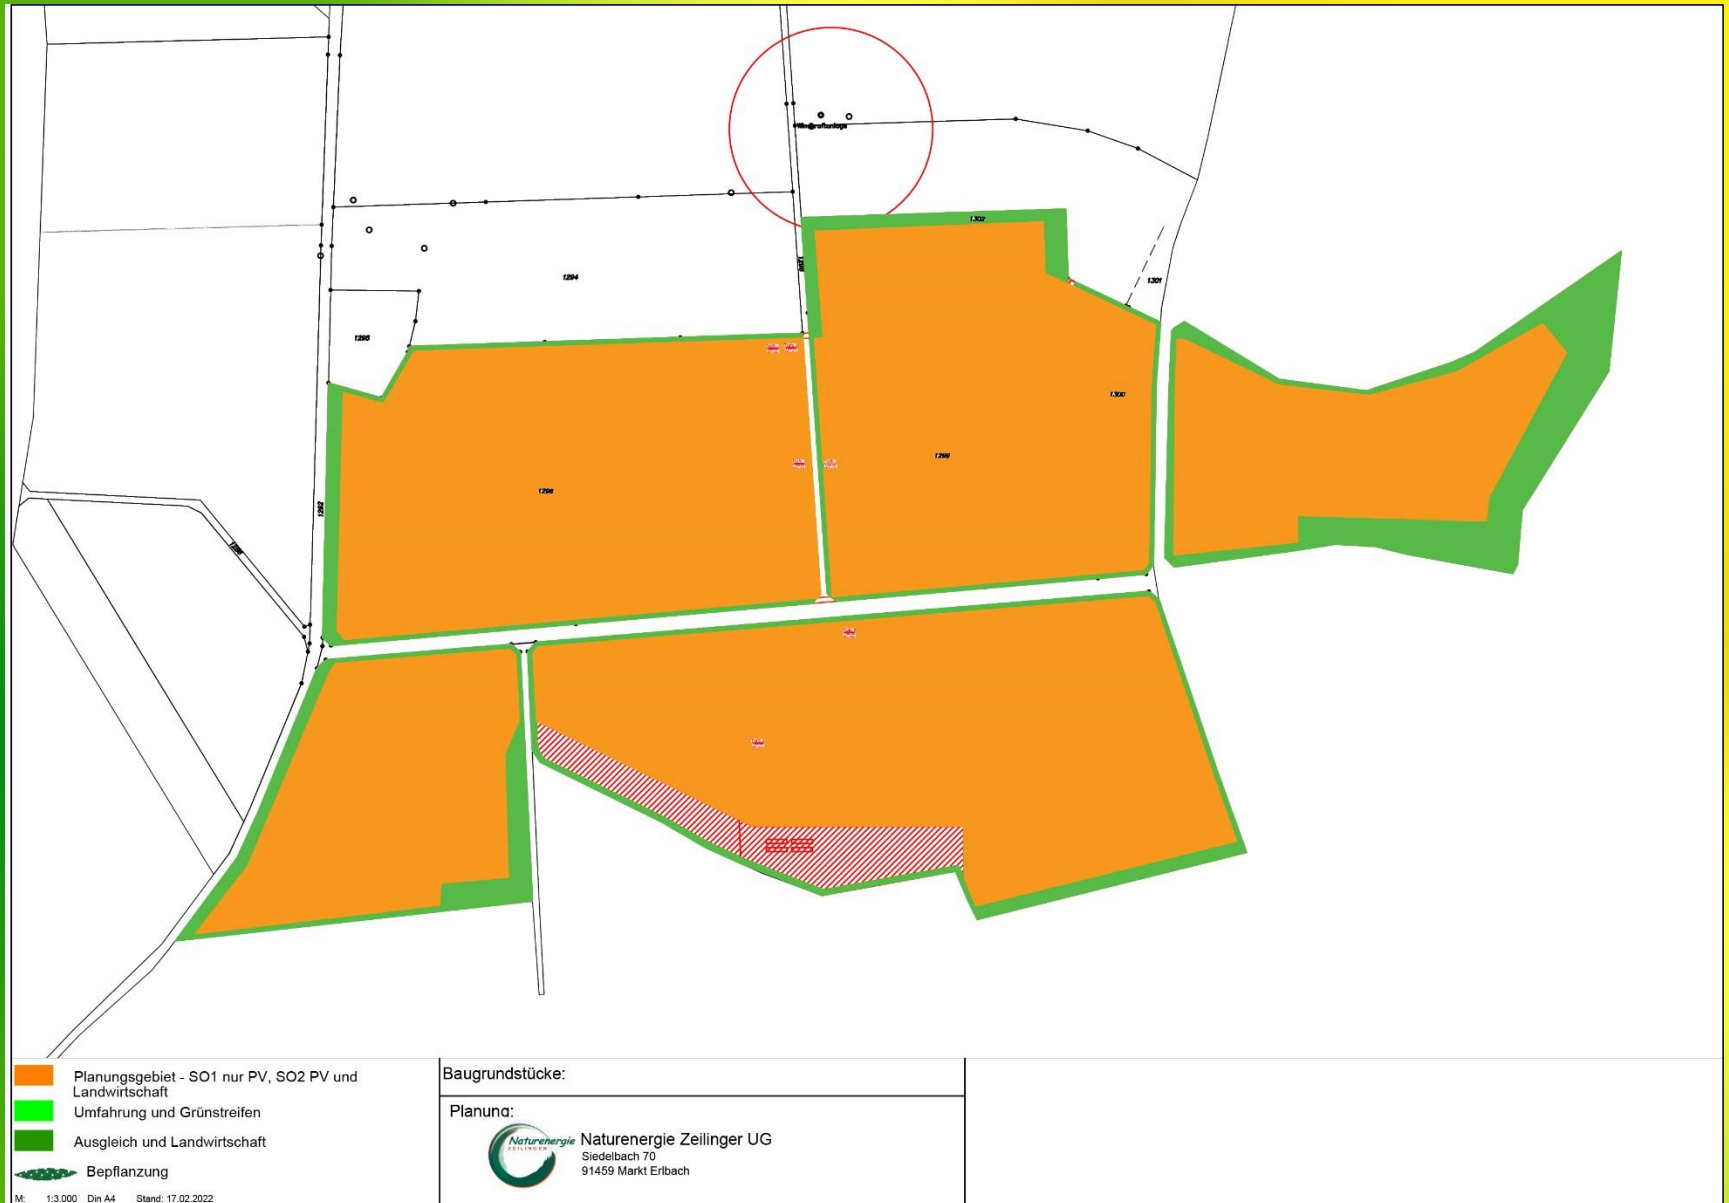 1302
1294
1301
1295
1300
1299
1296
1292
Planungsgebiet - SO1 nur PV, SO2 PV und
Landwirtschaft
Umfahrung und Grünstreifen
Ausgleich und Landwirtschaft
Bepflanzung
M: 1:3.000 Din A4 Stand: 17.02.2022
Baugrundstücke:
Planung:
Naturenergie
ZEILINGER
Naturenergie Zeilinger UG
Siedelbach 70
91459 Markt Erlbach